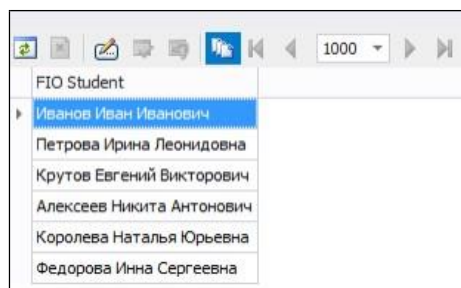 1000
FIO Student
Иванов Иван Иванович
Петрова Ирина Леонидовна
Крутов Евгений Викторович
Алексеев Никита Антонович
Королева Наталья Юрьевна
Федорова Инна Сергеевна